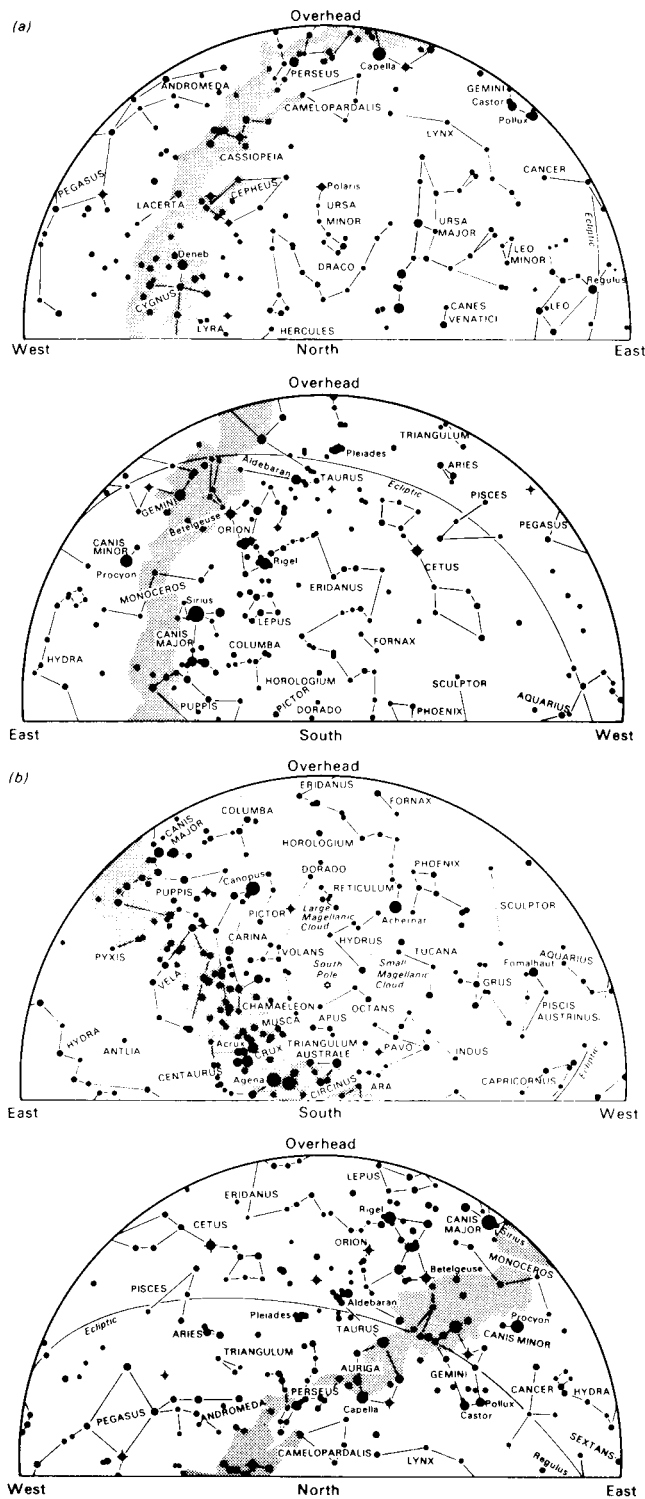 (a)
Overhead
PERSEUS
Capella
ANDROMEDA
GEMINI
Castor
Pollux
CAMELOPARDALIS
LYNX
CASSIOPEIA
CANCER
PEGASUS
LACERTA
CEPHEUS
Polaris
URSA
MINOR
URSA
MAJOR
Ecliptic
LEO
MINOR
Deneb
DRACO
Regulus
CYGNUS
CANES
VENATICI
LEO
LYRA
HERCULES
West
North
East
Overhead
TRIANGULUM
Pleiades
Aldebaran
TAURUS
ARIES
Ecliptic
PISCES
GEMINI
Betelgeuse
ORION
PEGASUS
CANIS
MINOR
Procyon
Rigel
CETUS
MONOCEROS
ERIDANUS
Sirius
LEPUS
CANIS
MAJOR
COLUMBA
FORNAX
HYDRA
HOROLOGIUM
SCULPTOR
PUPPIS
PICTOR
DORADO
PHOENIX
AQUARIUS
East
South
West
(b)
Overhead
ERIDANUS
FORNAX
COLUMBA
CANIS
MAJOR
HOROLOGIUM
DORADO
PHOENIX
PUPPIS
Canopus
RETICULUM
SCULPTOR
PICTOR
Large
Magellanic
Cloud
Achernar
CARINA
HYDRUS
PYXIS
VOLANS
TUCANA
AQUARIUS
Fomalhaut
VELA
South
Pole
Small
Magellanic
Cloud
GRUS
CHAMAELEON
OCTANS
PISCIS
AUSTRINUS
MUSCA
APUS
HYDRA
ANTLIA
Acrux
CRUX
TRIANGULUM
AUSTRALE
PAVO
INDUS
Ecliptic
CENTAURUS
Agena
CIRCINUS
ARA
CAPRICORNUS
East
South
West
Overhead
LEPUS
ERIDANUS
Rigel
CANIS
MAJOR
Sirius
CETUS
ORION
MONOCEROS
Betelgeuse
PISCES
Aldebaran
Ecliptic
Pleiades
Procyon
ARIES
TAURUS
CANIS MINOR
TRIANGULUM
AURIGA
GEMINI
PERSEUS
CANCER
HYDRA
PEGASUS
ANDROMEDA
Capella
Pollux
Castor
CAMELOPARDALIS
LYNX
SEXTANS
Regulus
West
North
East